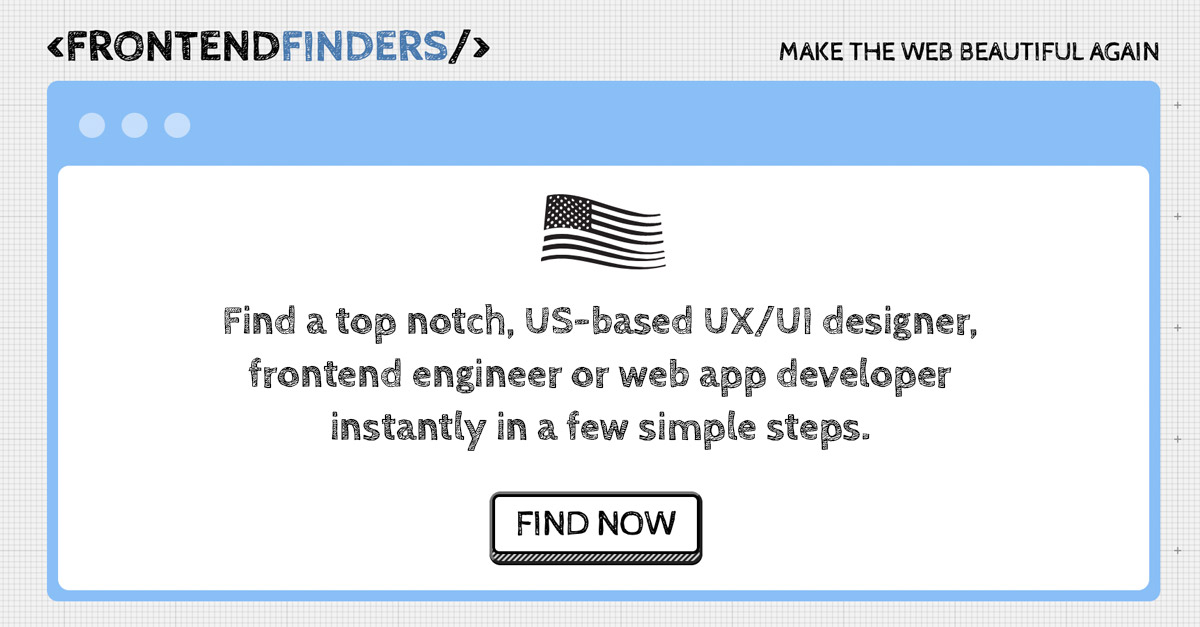 <FRONTENDFINDERS/>
MAKE THE WEB BEAUTIFUL AGAIN
Find a top notch, US-based UX/UI designer,
frontend engineer or web app developer
instantly in a few simple steps.
FIND NOW